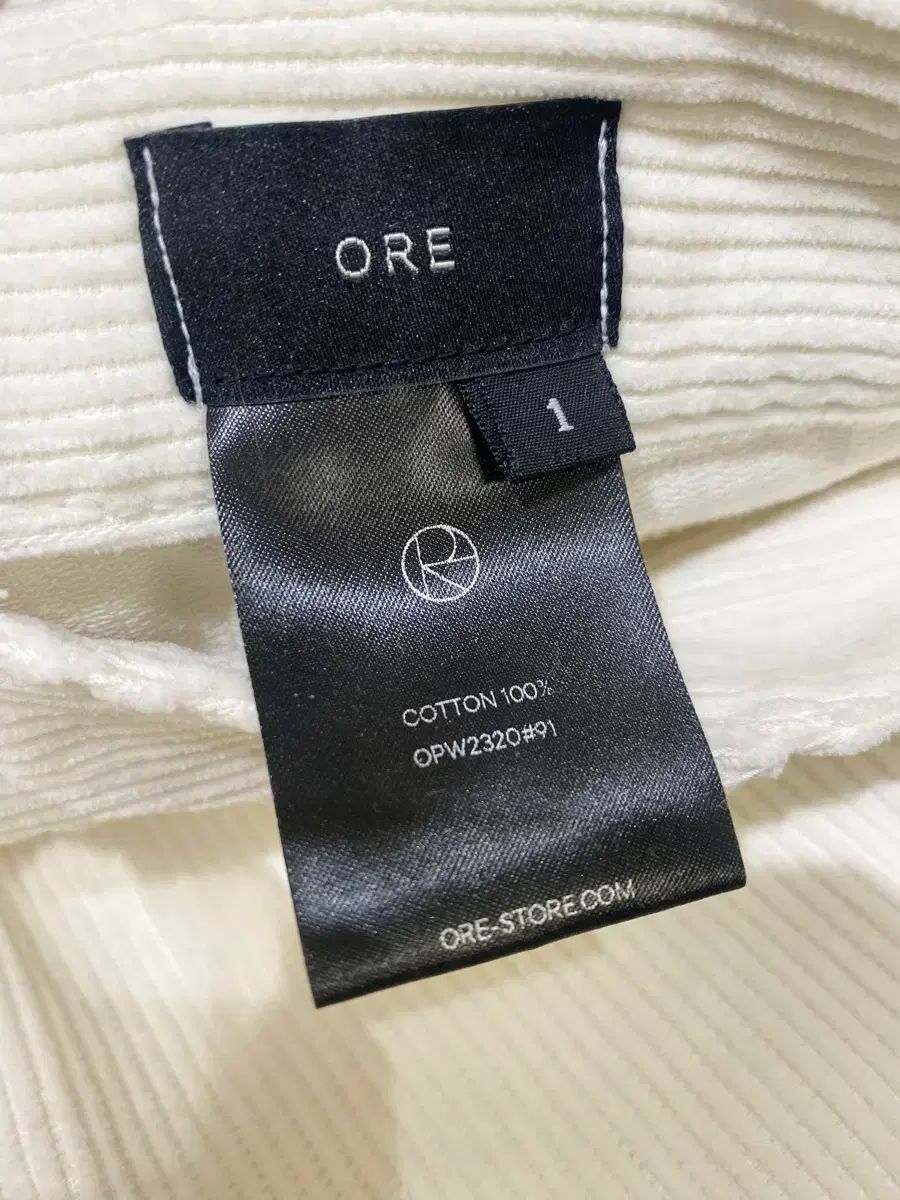 ORE
1
COTTON 100%
OPW2320#91
ORE-STORE.COM